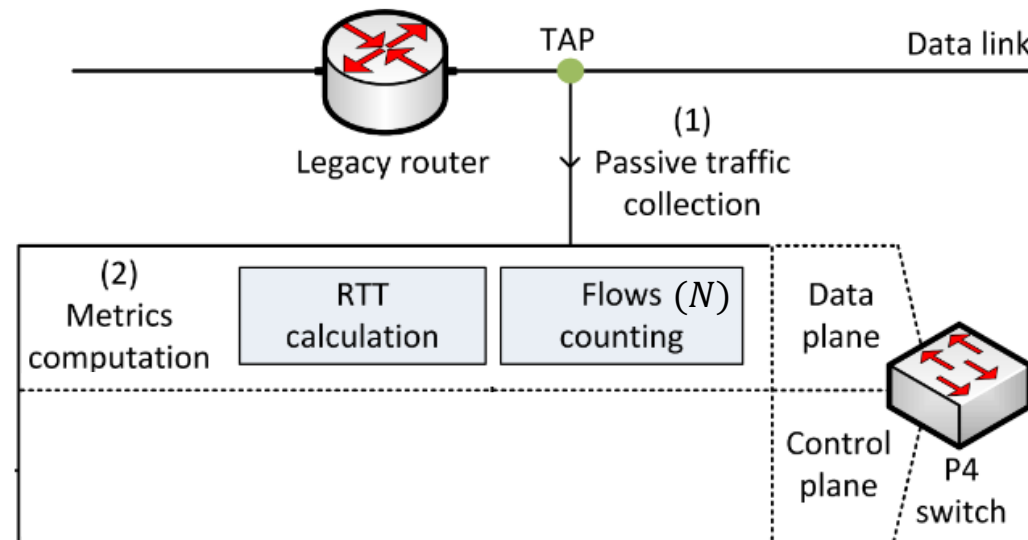 TAP
Data link
Legacy router
(1)
Passive traffic
collection
(2)
Metrics
computation
RTT
calculation
Flows (N)
counting
Data
plane
Control
plane
P4
switch